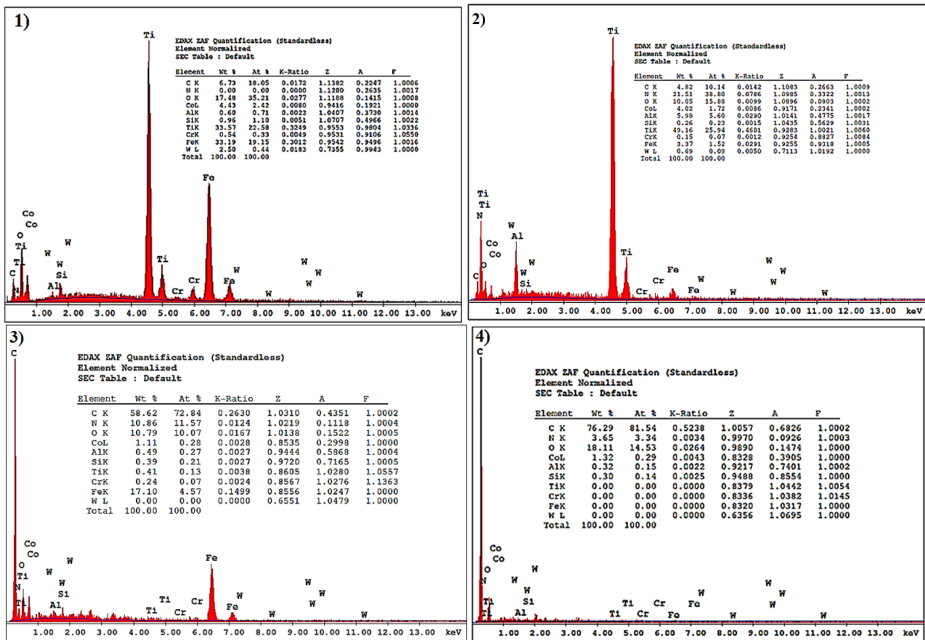 1)
EDAX ZAF Quantification (Standardless)
Element Normalized
SEC Table : Default
Element Wt % At % K-Ratio Z A F
C K 6.73 18.05 0.0172 1.1382 0.2247 1.0006
N K 0.00 0.00 0.0000 1.1280 0.2635 1.0017
O K 17.48 35.21 0.0277 1.1188 0.1415 1.0008
CoL 4.43 2.42 0.0080 0.9416 0.1921 1.0000
AlK 0.60 0.71 0.0023 1.0407 0.3730 1.0014
SiK 0.96 1.10 0.0051 1.0707 0.4966 1.0022
TiK 33.57 22.58 0.3249 0.9553 0.9804 1.0336
CrK 0.54 0.33 0.0049 0.9531 0.9106 1.0550
FeK 33.19 19.15 0.3012 0.9542 0.9496 1.0016
W L 2.50 0.44 0.0183 0.7355 0.9943 1.0000
Total 100.00 100.00
Ti
Fe
Co
Co
O
Ti
C
T
N
W
W
W
Al
Si
Ti
Cr
Cr
Fe
W
W
W
W
W
W
1.00 2.00 3.00 4.00 5.00 6.00 7.00 8.00 9.00 10.00 11.00 12.00 13.00 keV
2)
EDAX ZAF Quantification (Standardless)
Element Normalized
SEC Table : Default
Element Wt % At % K-Ratio Z A F
C K 4.82 10.14 0.0142 1.1083 0.2663 1.0009
N K 21.51 38.80 0.0786 1.0985 0.3322 1.0013
O K 10.05 15.88 0.0099 1.0896 0.0903 1.0002
CoL 4.02 1.72 0.0086 0.9171 0.2341 1.0002
AlK 5.98 5.60 0.0290 1.0141 0.4775 1.0017
SiK 0.26 0.23 0.0015 1.0435 0.5629 1.0031
TiK 49.16 25.94 0.4601 0.9283 1.0021 1.0060
CrK 0.15 0.07 0.0012 0.9254 0.8827 1.0084
FeK 3.37 1.52 0.0291 0.9255 0.9318 1.0005
W L 0.69 0.09 0.0050 0.7113 1.0192 1.0000
Total 100.00 100.00
Ti
Ti
Ti
N
Co
Co
C
O
W
Al
W
W
Si
Ti
Cr
Cr
Fe
Fe
W
W
W
W
W
W
1.00 2.00 3.00 4.00 5.00 6.00 7.00 8.00 9.00 10.00 11.00 12.00 13.00 keV
3)
EDAX ZAF Quantification (Standardless)
Element Normalized
SEC Table : Default
Element Wt % At % K-Ratio Z A F
C K 58.62 72.84 0.2630 1.0310 0.4351 1.0002
N K 10.86 11.57 0.0124 1.0219 0.1118 1.0004
O K 10.79 10.07 0.0167 1.0138 0.1522 1.0005
CoL 1.11 0.28 0.0028 0.8535 0.2998 1.0000
AlK 0.49 0.27 0.0027 0.9444 0.5868 1.0004
SiK 0.39 0.21 0.0027 0.9720 0.7165 1.0005
TiK 0.41 0.13 0.0038 0.8605 1.0280 1.0557
CrK 0.24 0.07 0.0024 0.8567 1.0276 1.1363
FeK 17.10 4.57 0.1499 0.8556 1.0247 1.0000
W L 0.00 0.00 0.0000 0.6551 1.0479 1.0000
Total 100.00 100.00
C
Co
Co
O
Ti
N
T
W
W
W
Al
Si
Ti
Ti
Cr
Cr
Fe
Fe
W
W
W
W
W
W
1.00 2.00 3.00 4.00 5.00 6.00 7.00 8.00 9.00 10.00 11.00 12.00 13.00 keV
4)
EDAX ZAF Quantification (Standardless)
Element Normalized
SEC Table : Default
Element Wt % At % K-Ratio Z A F
C K 76.29 81.54 0.5238 1.0057 0.6826 1.0002
N K 3.65 3.34 0.0034 0.9970 0.0926 1.0003
O K 18.11 14.53 0.0264 0.9890 0.1474 1.0000
CoL 1.32 0.29 0.0043 0.8328 0.3905 1.0000
AlK 0.32 0.15 0.0022 0.9217 0.7401 1.0002
SiK 0.30 0.14 0.0025 0.9488 0.8554 1.0000
TiK 0.00 0.00 0.0000 0.8379 1.0442 1.0054
CrK 0.00 0.00 0.0000 0.8336 1.0382 1.0145
FeK 0.00 0.00 0.0000 0.8320 1.0317 1.0000
W L 0.00 0.00 0.0000 0.6356 1.0695 1.0000
Total 100.00 100.00
C
Co
Co
O
N
Ti
Ti
W
W
W
Al
Si
Ti
Ti
Cr
Cr
Fe
Fe
W
W
W
W
W
W
1.00 2.00 3.00 4.00 5.00 6.00 7.00 8.00 9.00 10.00 11.00 12.00 13.00 keV